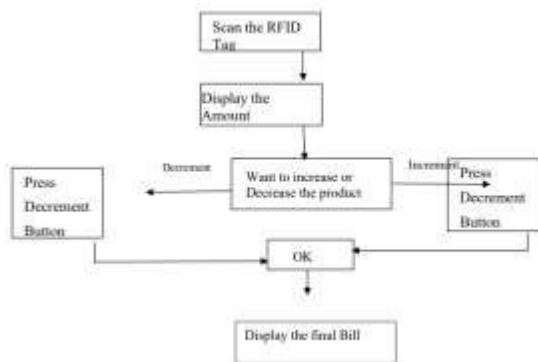 Scan the RFID
Tag
Display the
Amount
Decrement
Want to increase or
Decrease the product
Increment
Press
Decrement
Button
Press
Decrement
Button
OK
Display the final Bill